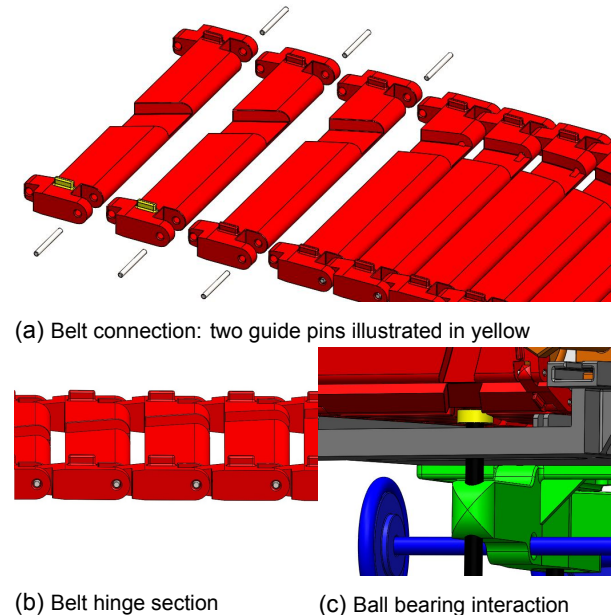 (a) Belt connection: two guide pins illustrated in yellow
(b) Belt hinge section
(c) Ball bearing interaction